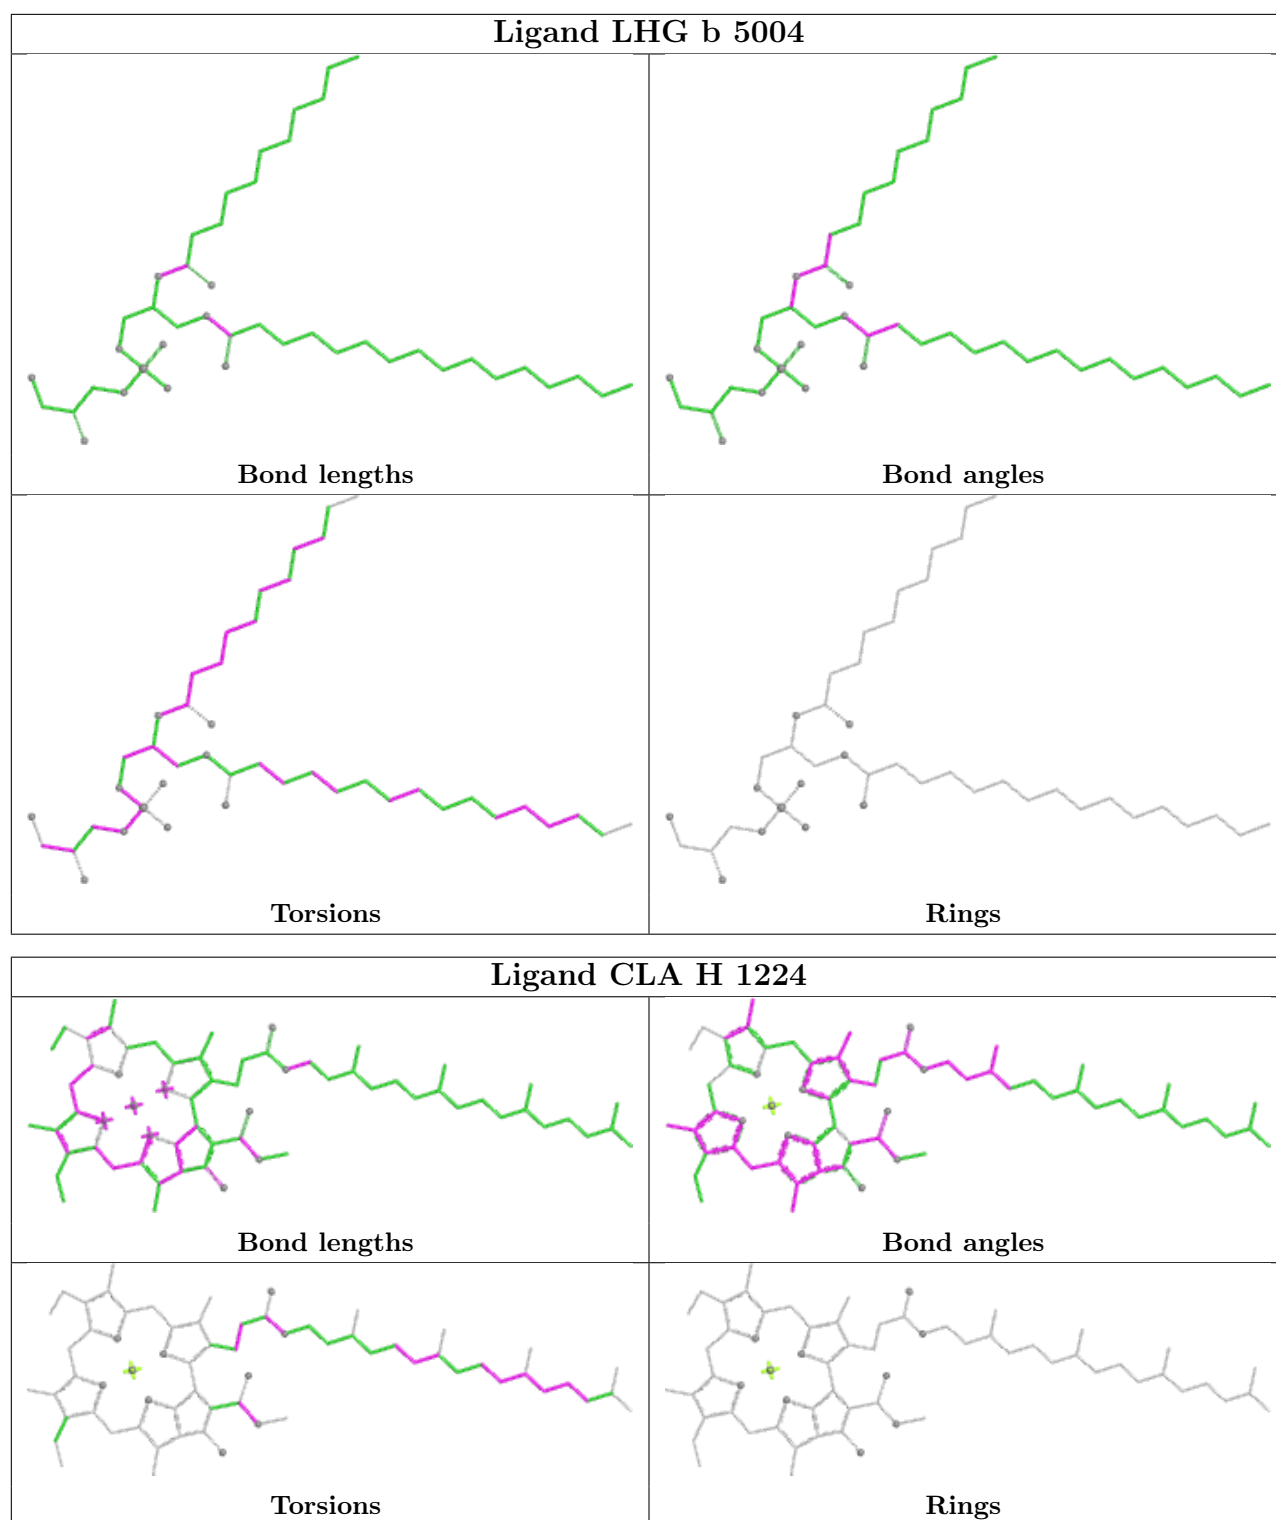 Ligand LHG b 5004
Bond lengths
Bond angles
Torsions
Rings
Ligand CLA H 1224
Bond lengths
Bond angles
Torsions
Rings